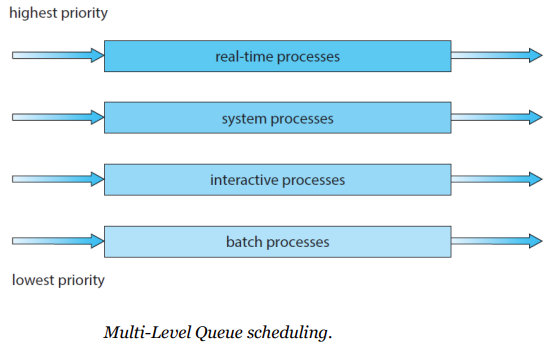 highest priority
real-time processes
system processes
interactive processes
batch processes
lowest priority
Multi-Level Queue scheduling.